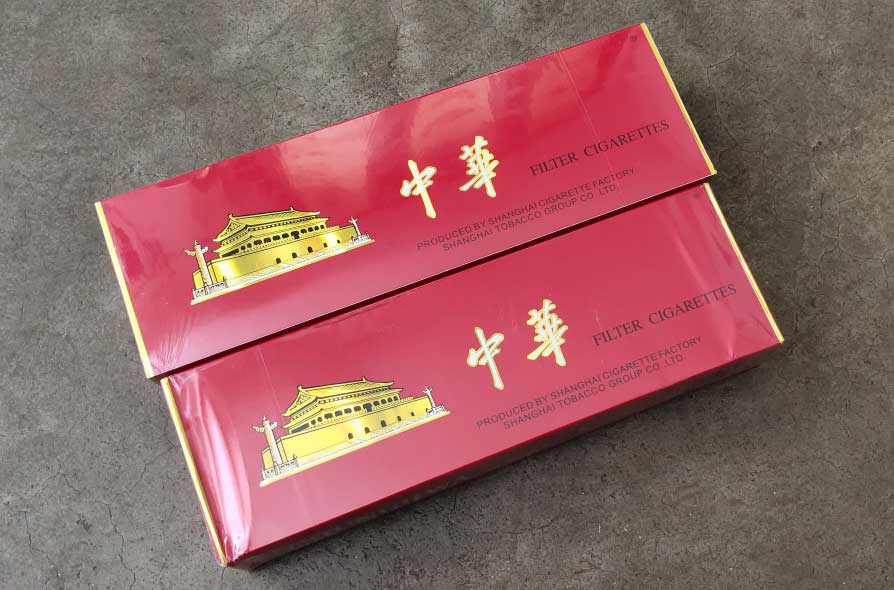 中華
FILTER CIGARETTES
PRODUCED BY SHANGHAI CIGARETTE FACTORY
SHANGHAI TOBACCO GROUP CO.,LTD.
中華
FILTER CIGARETTES
PRODUCED BY SHANGHAI CIGARETTE FACTORY
SHANGHAI TOBACCO GROUP CO.,LTD.